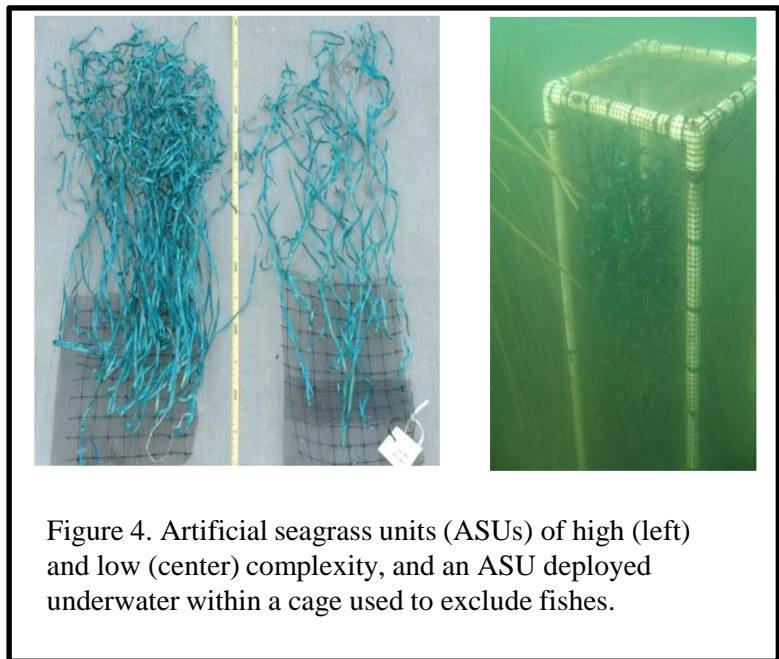 Figure 4. Artificial seagrass units (ASUs) of high (left)
and low (center) complexity, and an ASU deployed
underwater within a cage used to exclude fishes.